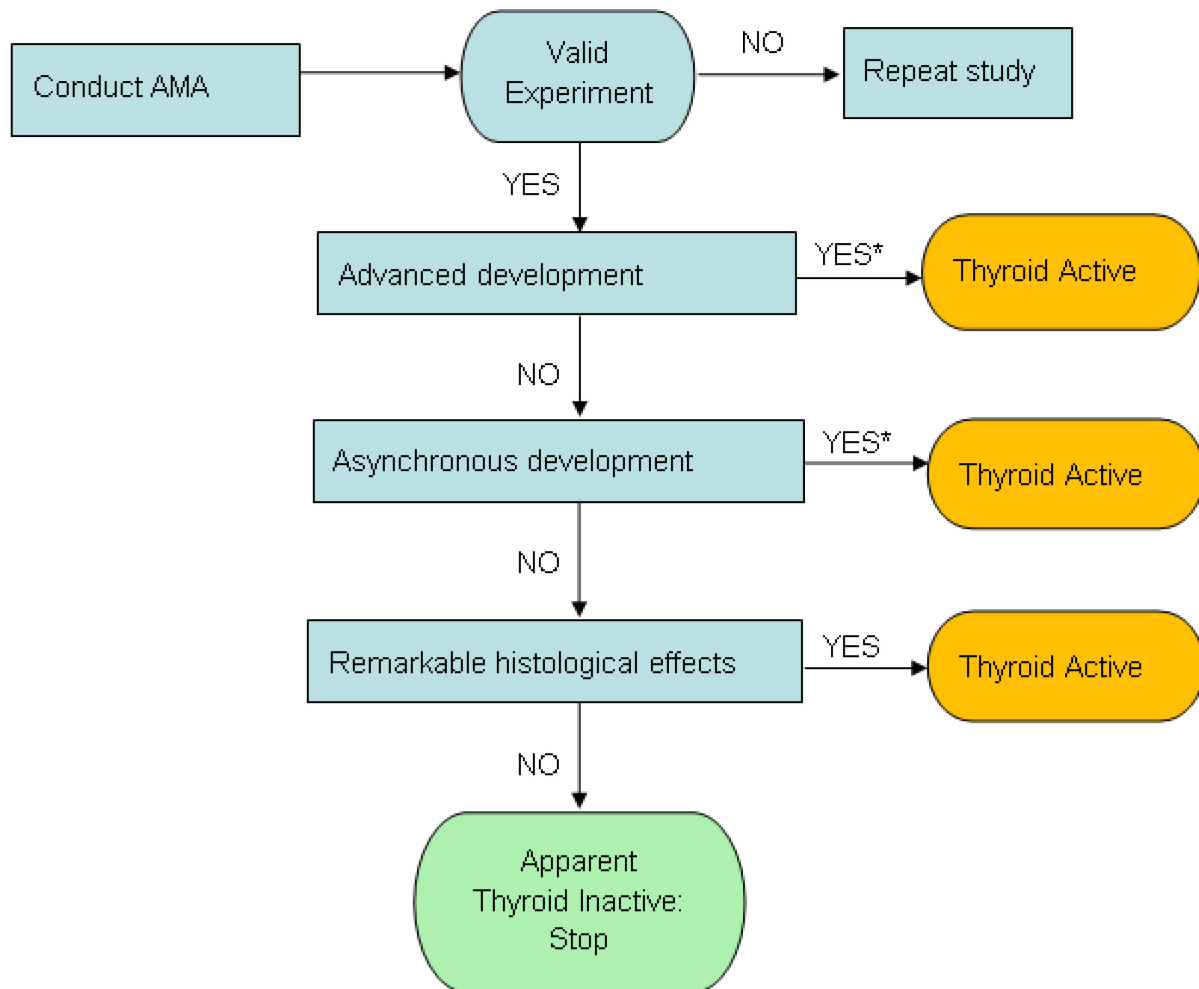 Conduct AMA
Valid
Experiment
NO
Repeat study
YES
Advanced development
YES*
Thyroid Active
NO
Asynchronous development
YES*
Thyroid Active
NO
Remarkable histological effects
YES
Thyroid Active
NO
Apparent
Thyroid Inactive:
Stop